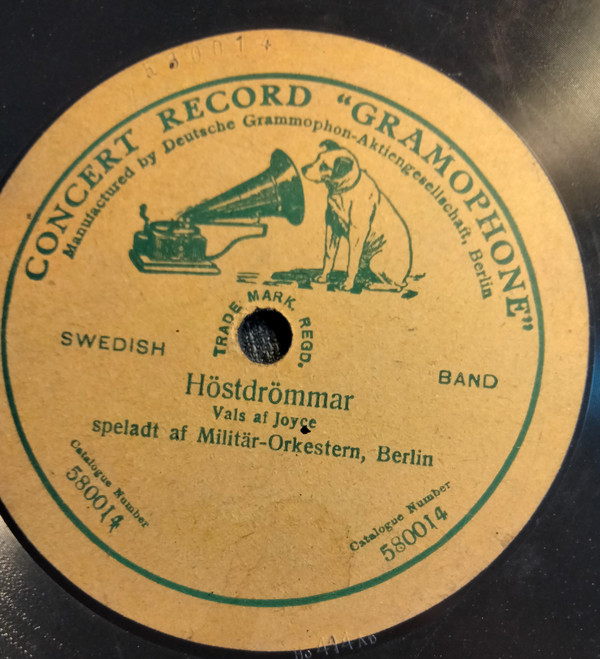 CONCERT RECORD “GRAMOPHONE”
Manufactured by Deutsche Grammophon-Aktiengesellschaft, Berlin
TRADE MARK REGD.
SWEDISH
BAND
Höstdrömmar
Vals af Joyce
speladt af Militär-Orkestern, Berlin
Catalogue Number
580014
Catalogue Number
580014